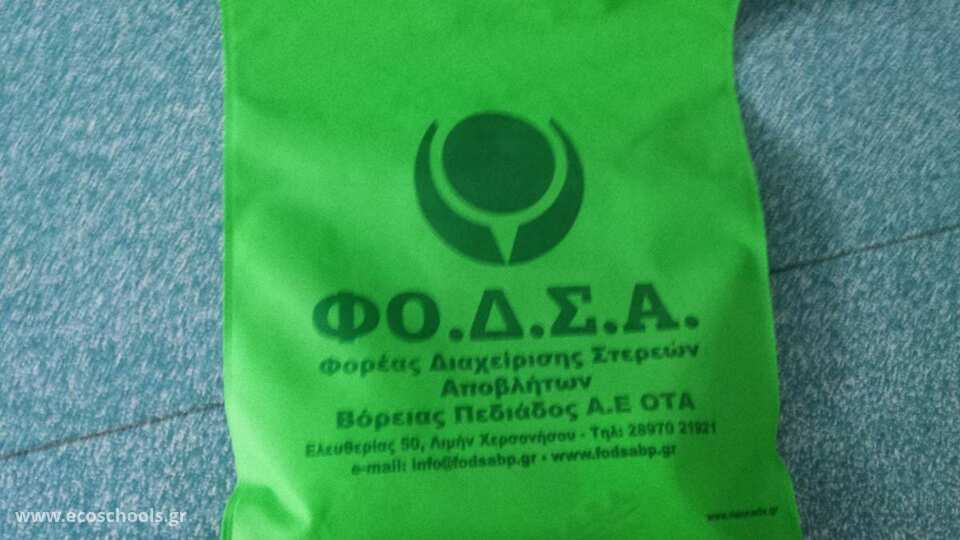 ΦΟ.Δ.Σ.Α.
Φορέας Διαχείρισης Στερεών
Αποβλήτων
Βόρειας Πεδιάδος Α.Ε ΟΤΑ
Ελευθερίας 50, Λιμήν Χερσονήσου - Τηλ: 28970 21921
e-mail: info@fodsabp.gr • www.fodsabp.gr
www.ecoschools.gr